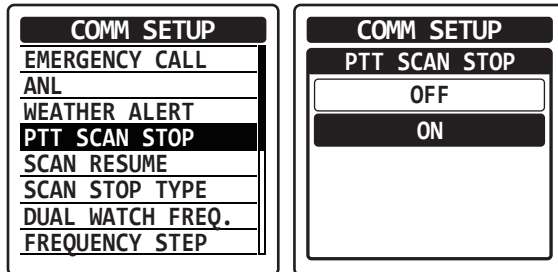 COMM SETUP
EMERGENCY CALL
ANL
WEATHER ALERT
PTT SCAN STOP
SCAN RESUME
SCAN STOP TYPE
DUAL WATCH FREQ.
FREQUENCY STEP
COMM SETUP
PTT SCAN STOP
OFF
ON